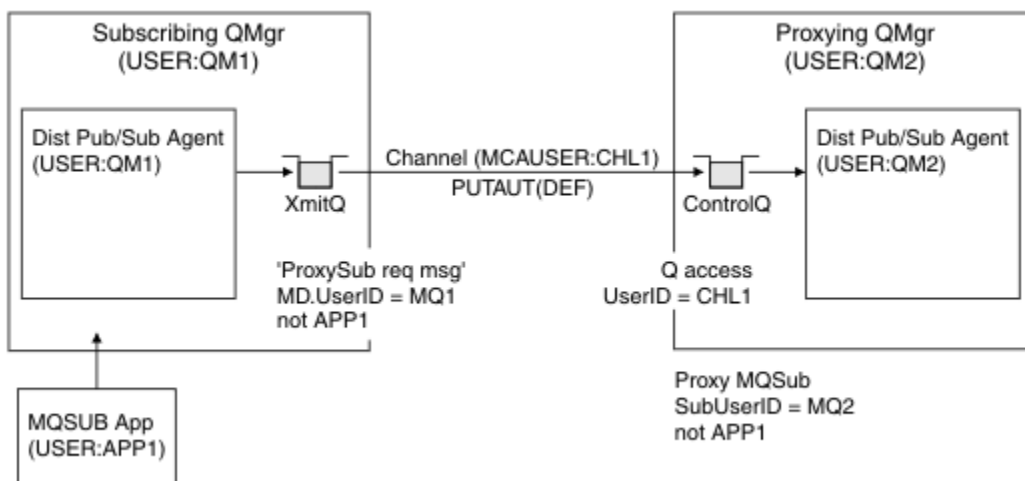 Subscribing QMgr
(USER:QM1)
Dist Pub/Sub Agent
(USER:QM1)
XmitQ
'ProxySub req msg'
MD.UserID = MQ1
not APP1
MQSUB App
(USER:APP1)
Channel (MCAUSER:CHL1)
PUTAUT(DEF)
Proxying QMgr
(USER:QM2)
ControlQ
Dist Pub/Sub Agent
(USER:QM2)
Q access
UserID = CHL1
Proxy MQSub
SubUserID = MQ2
not APP1